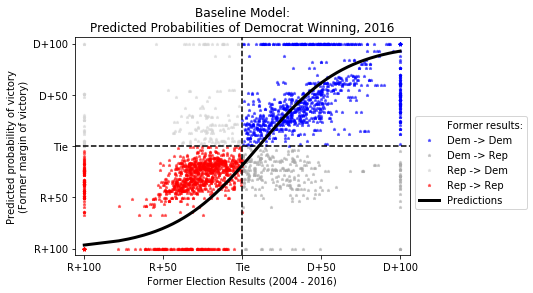 Baseline Model:
Predicted Probabilities of Democrat Winning, 2016
Predicted probability of victory
(Former margin of victory)
D+100
D+50
Tie
R+50
R+100
R+100
R+50
Tie
D+50
D+100
Former Election Results (2004 - 2016)
Former results:
Dem -> Dem
Dem -> Rep
Rep -> Dem
Rep -> Rep
Predictions